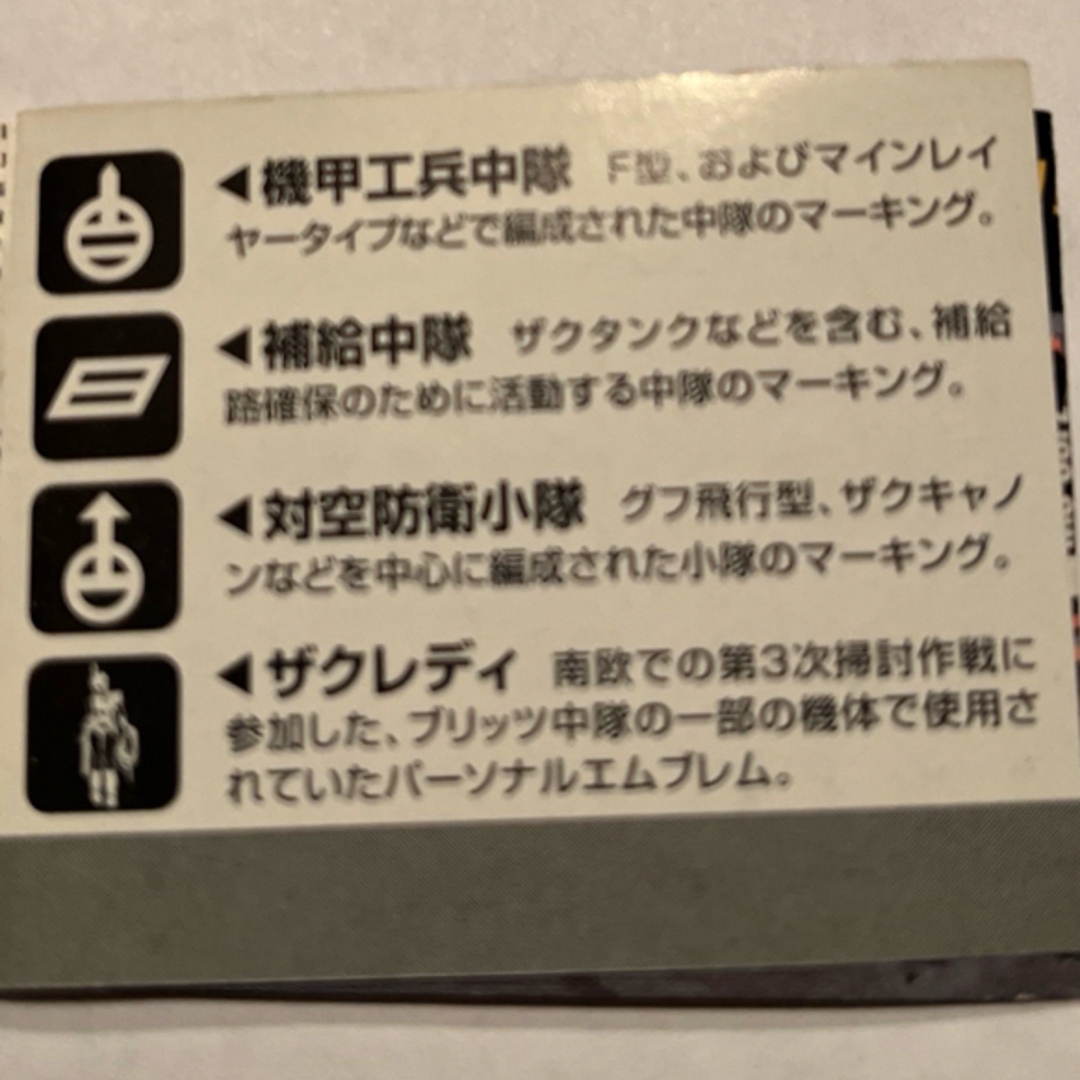 ◀機甲工兵中隊 F型、およびマインレイ
ヤータイプなどで編成された中隊のマーキング。
◀補給中隊 ザクタンクなどを含む、補給
路確保のために活動する中隊のマーキング。
◀対空防衛小隊 グフ飛行型、ザクキャノ
ンなどを中心に編成された小隊のマーキング。
◀ザクレディ 南欧での第3次掃討作戦に
参加した、ブリッツ中隊の一部の機体で使用さ
れていたパーソナルエムブレム。